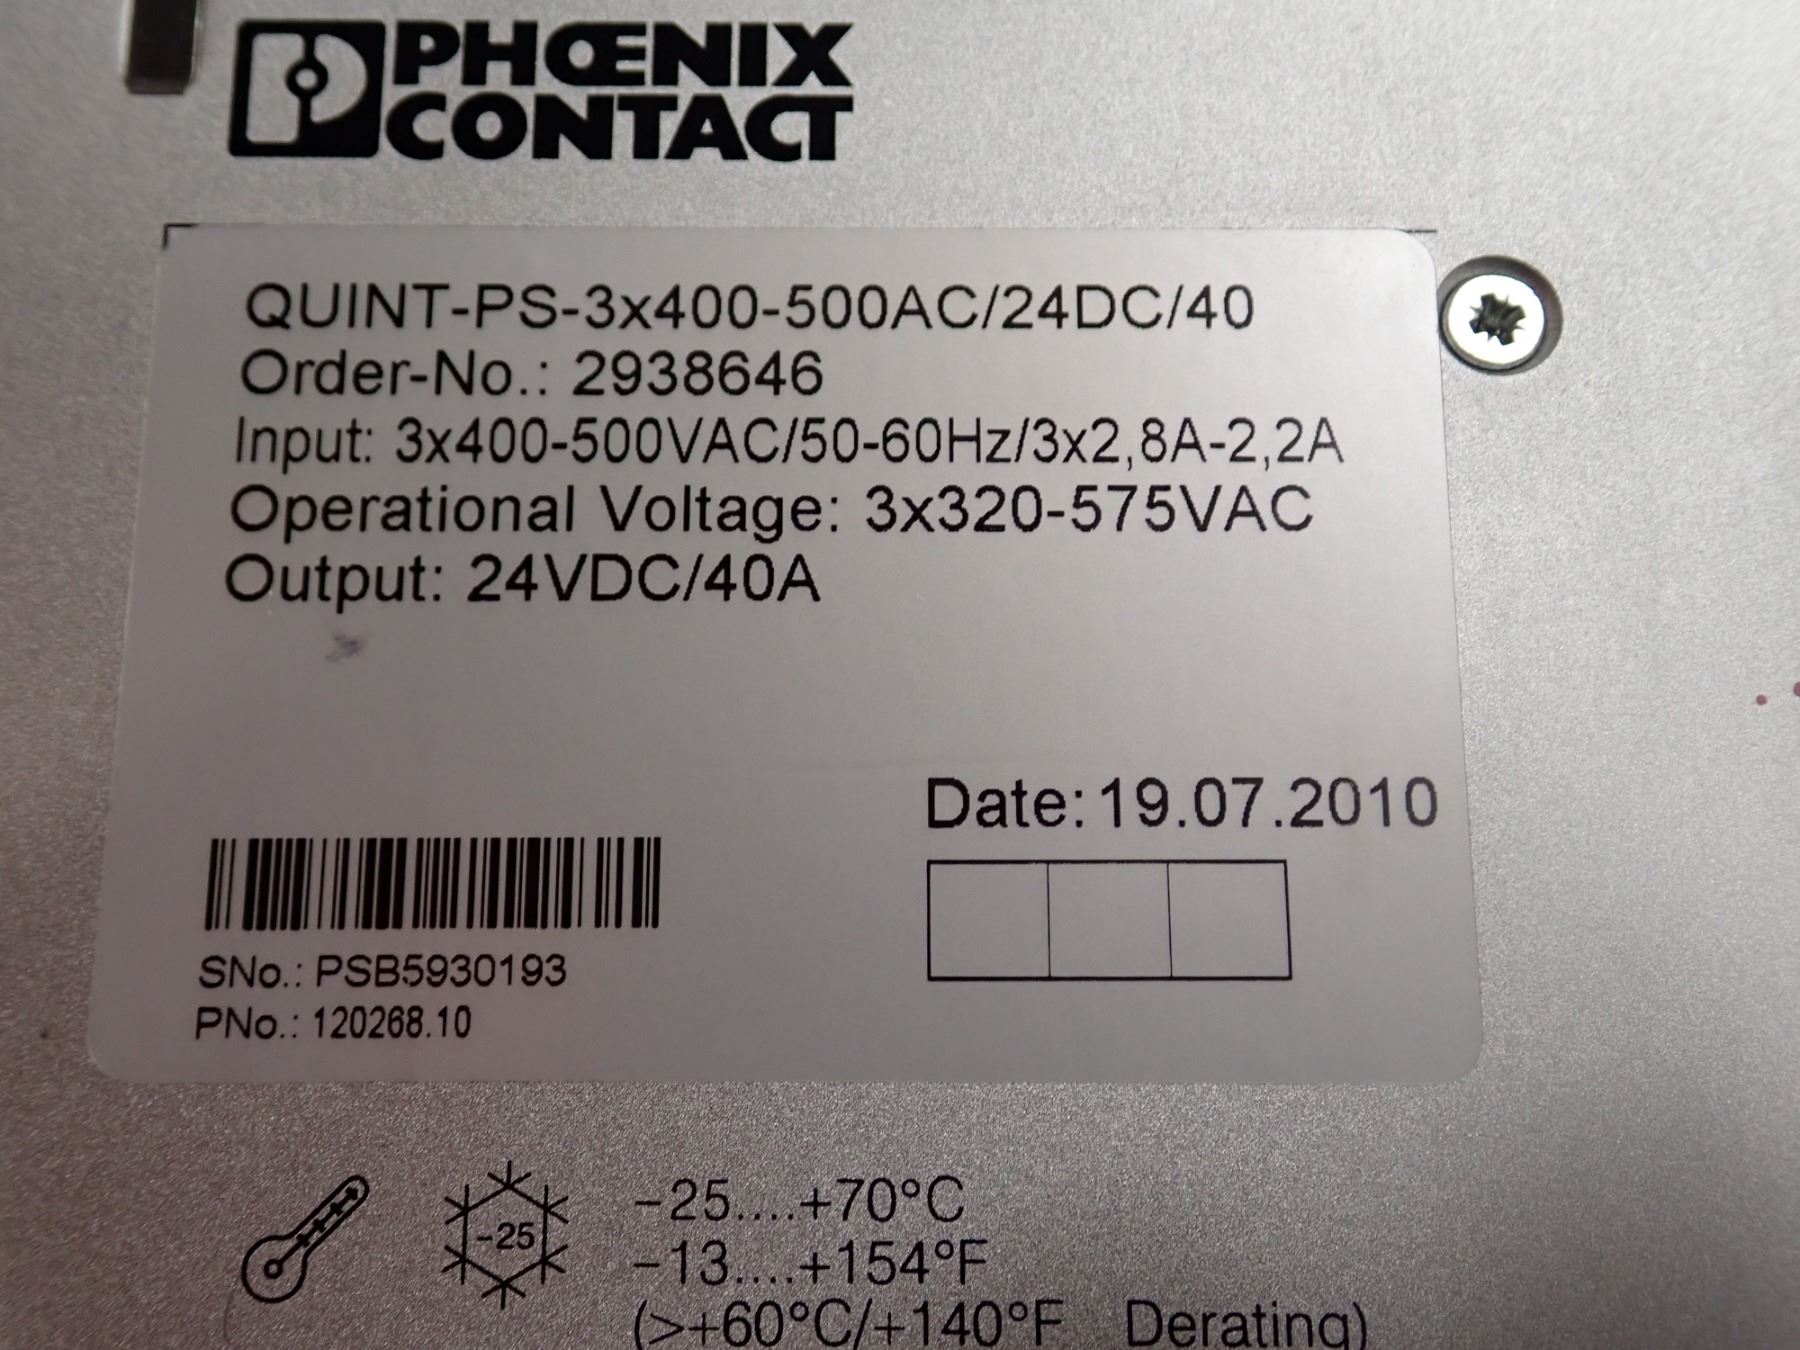 PHŒNIX
CONTACT
QUINT-PS-3x400-500AC/24DC/40
Order-No.: 2938646
Input: 3x400-500VAC/50-60Hz/3x2,8A-2,2A
Operational Voltage: 3x320-575VAC
Output: 24VDC/40A
Date: 19.07.2010
SNo.: PSB5930193
PNo.: 120268.10
-25
−25....+70°C
−13....+154°F
(>+60°C/+140°F Derating)